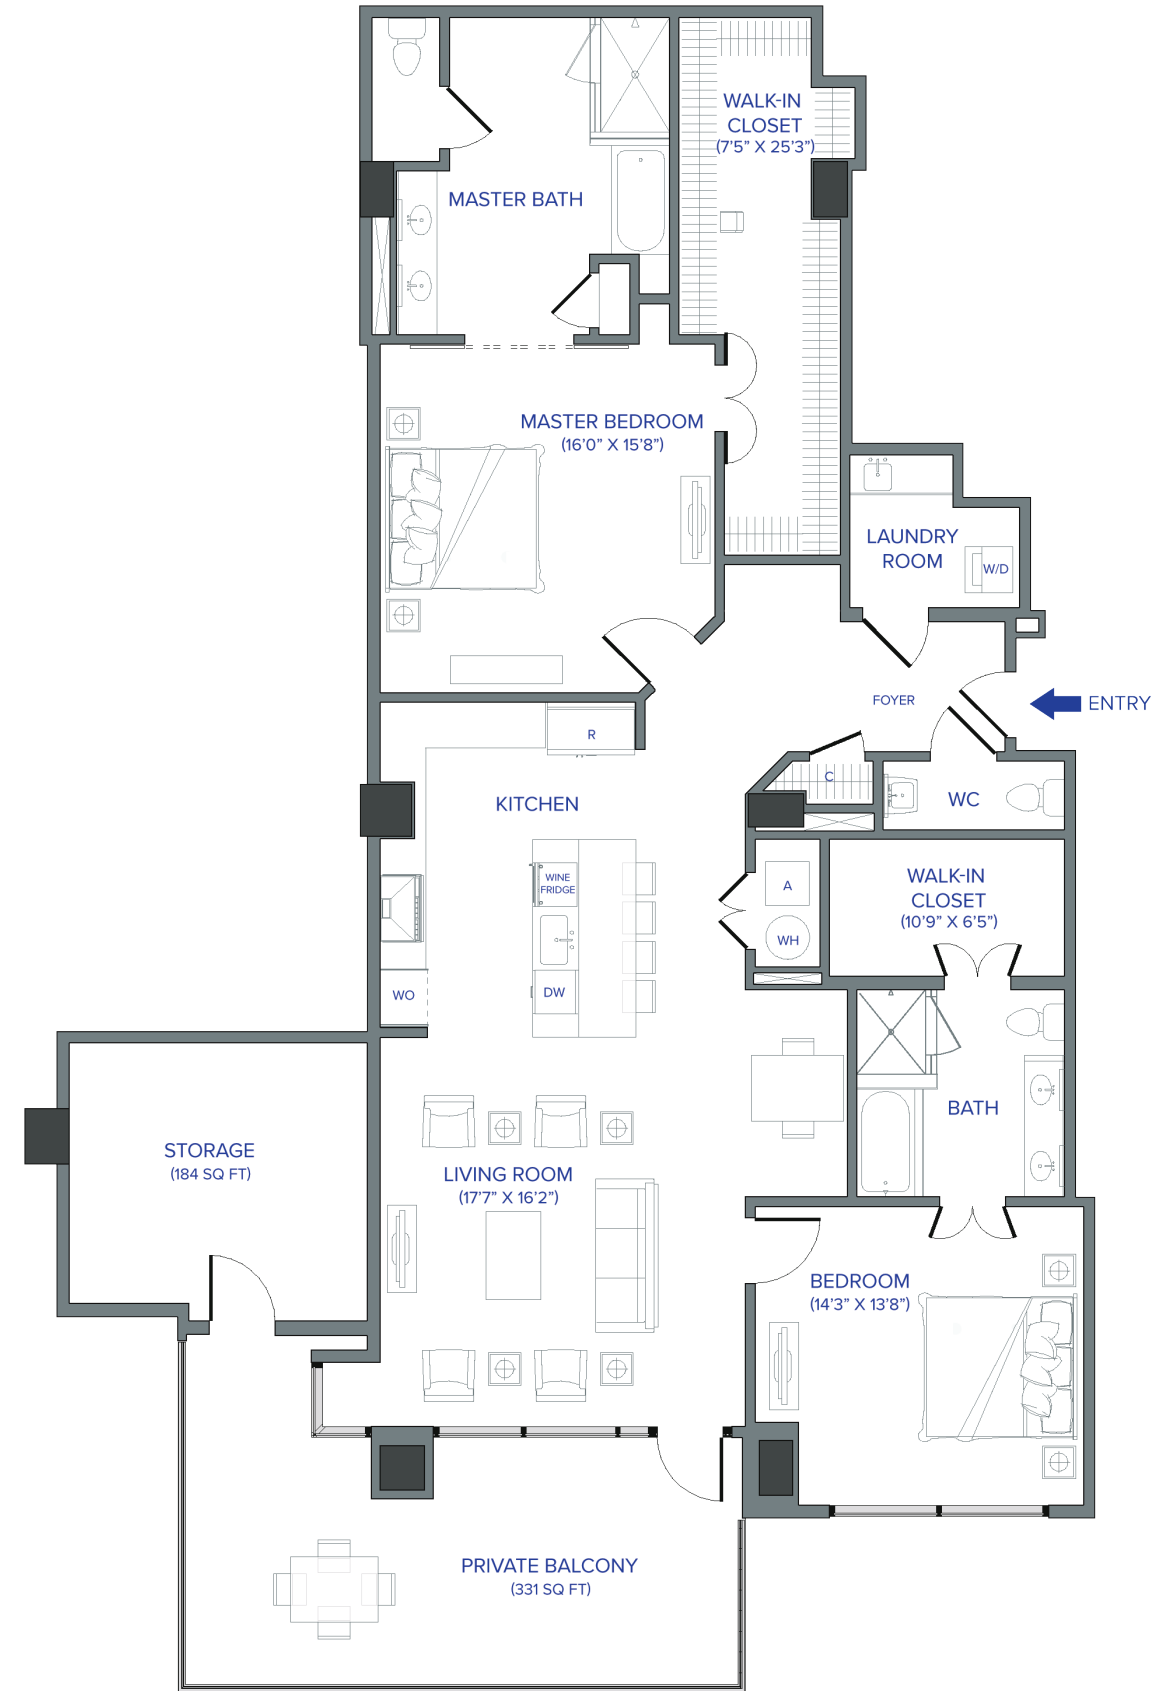 WALK-IN
CLOSET
(7'5" X 25'3")
MASTER BATH
MASTER BEDROOM
(16'0" X 15'8")
LAUNDRY
ROOM
W/D
FOYER
ENTRY
R
C
KITCHEN
WC
WINE
FRIDGE
A
WALK-IN
CLOSET
(10'9" X 6'5")
WH
WO
DW
BATH
STORAGE
(184 SQ FT)
LIVING ROOM
(17'7" X 16'2")
BEDROOM
(14'3" X 13'8")
PRIVATE BALCONY
(331 SQ FT)